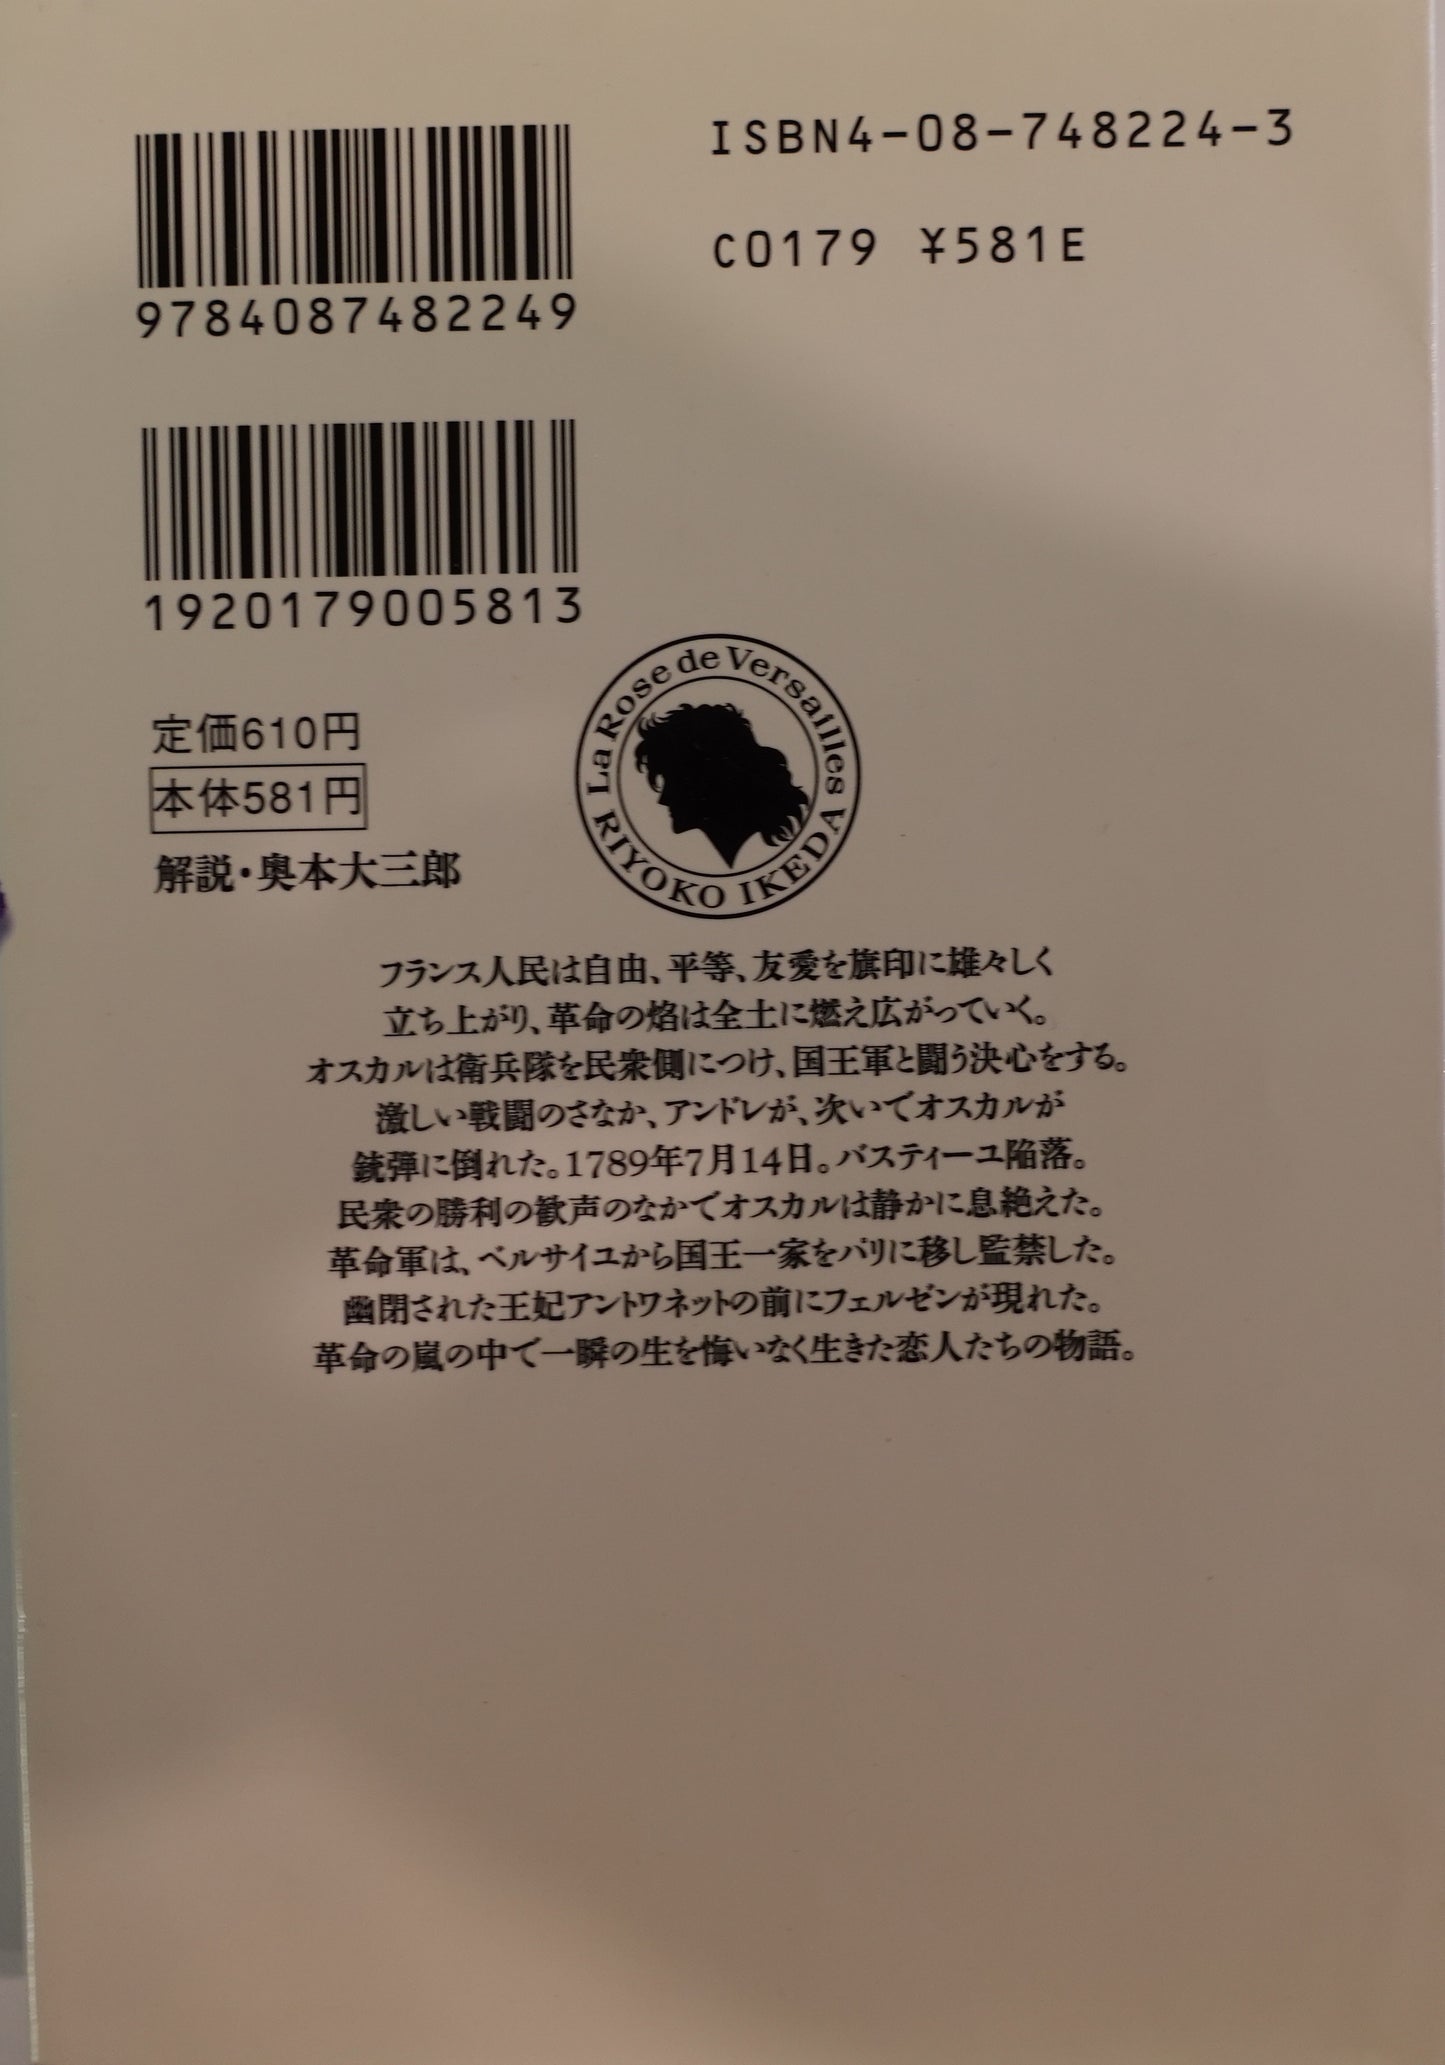 ISBN4-08-748224-3
C0179 ¥581E
9784087482249
1920179005813
定価610円
本体581円
解説・奥本大三郎
La Rose de Versailles
RIYOKO IKEDA
フランス人民は自由、平等、友愛を旗印に雄々しく
立ち上がり、革命の焰は全土に燃え広がっていく。
オスカルは衛兵隊を民衆側につけ、国王軍と闘う決心をする。
激しい戦闘のさなか、アンドレが、次いでオスカルが
銃弾に倒れた。1789年7月14日。バスティーユ陥落。
民衆の勝利の歓声のなかでオスカルは静かに息絶えた。
革命軍は、ベルサイユから国王一家をパリに移し監禁した。
幽閉された王妃アントワネットの前にフェルゼンが現れた。
革命の嵐の中で一瞬の生を悔いなく生きた恋人たちの物語。